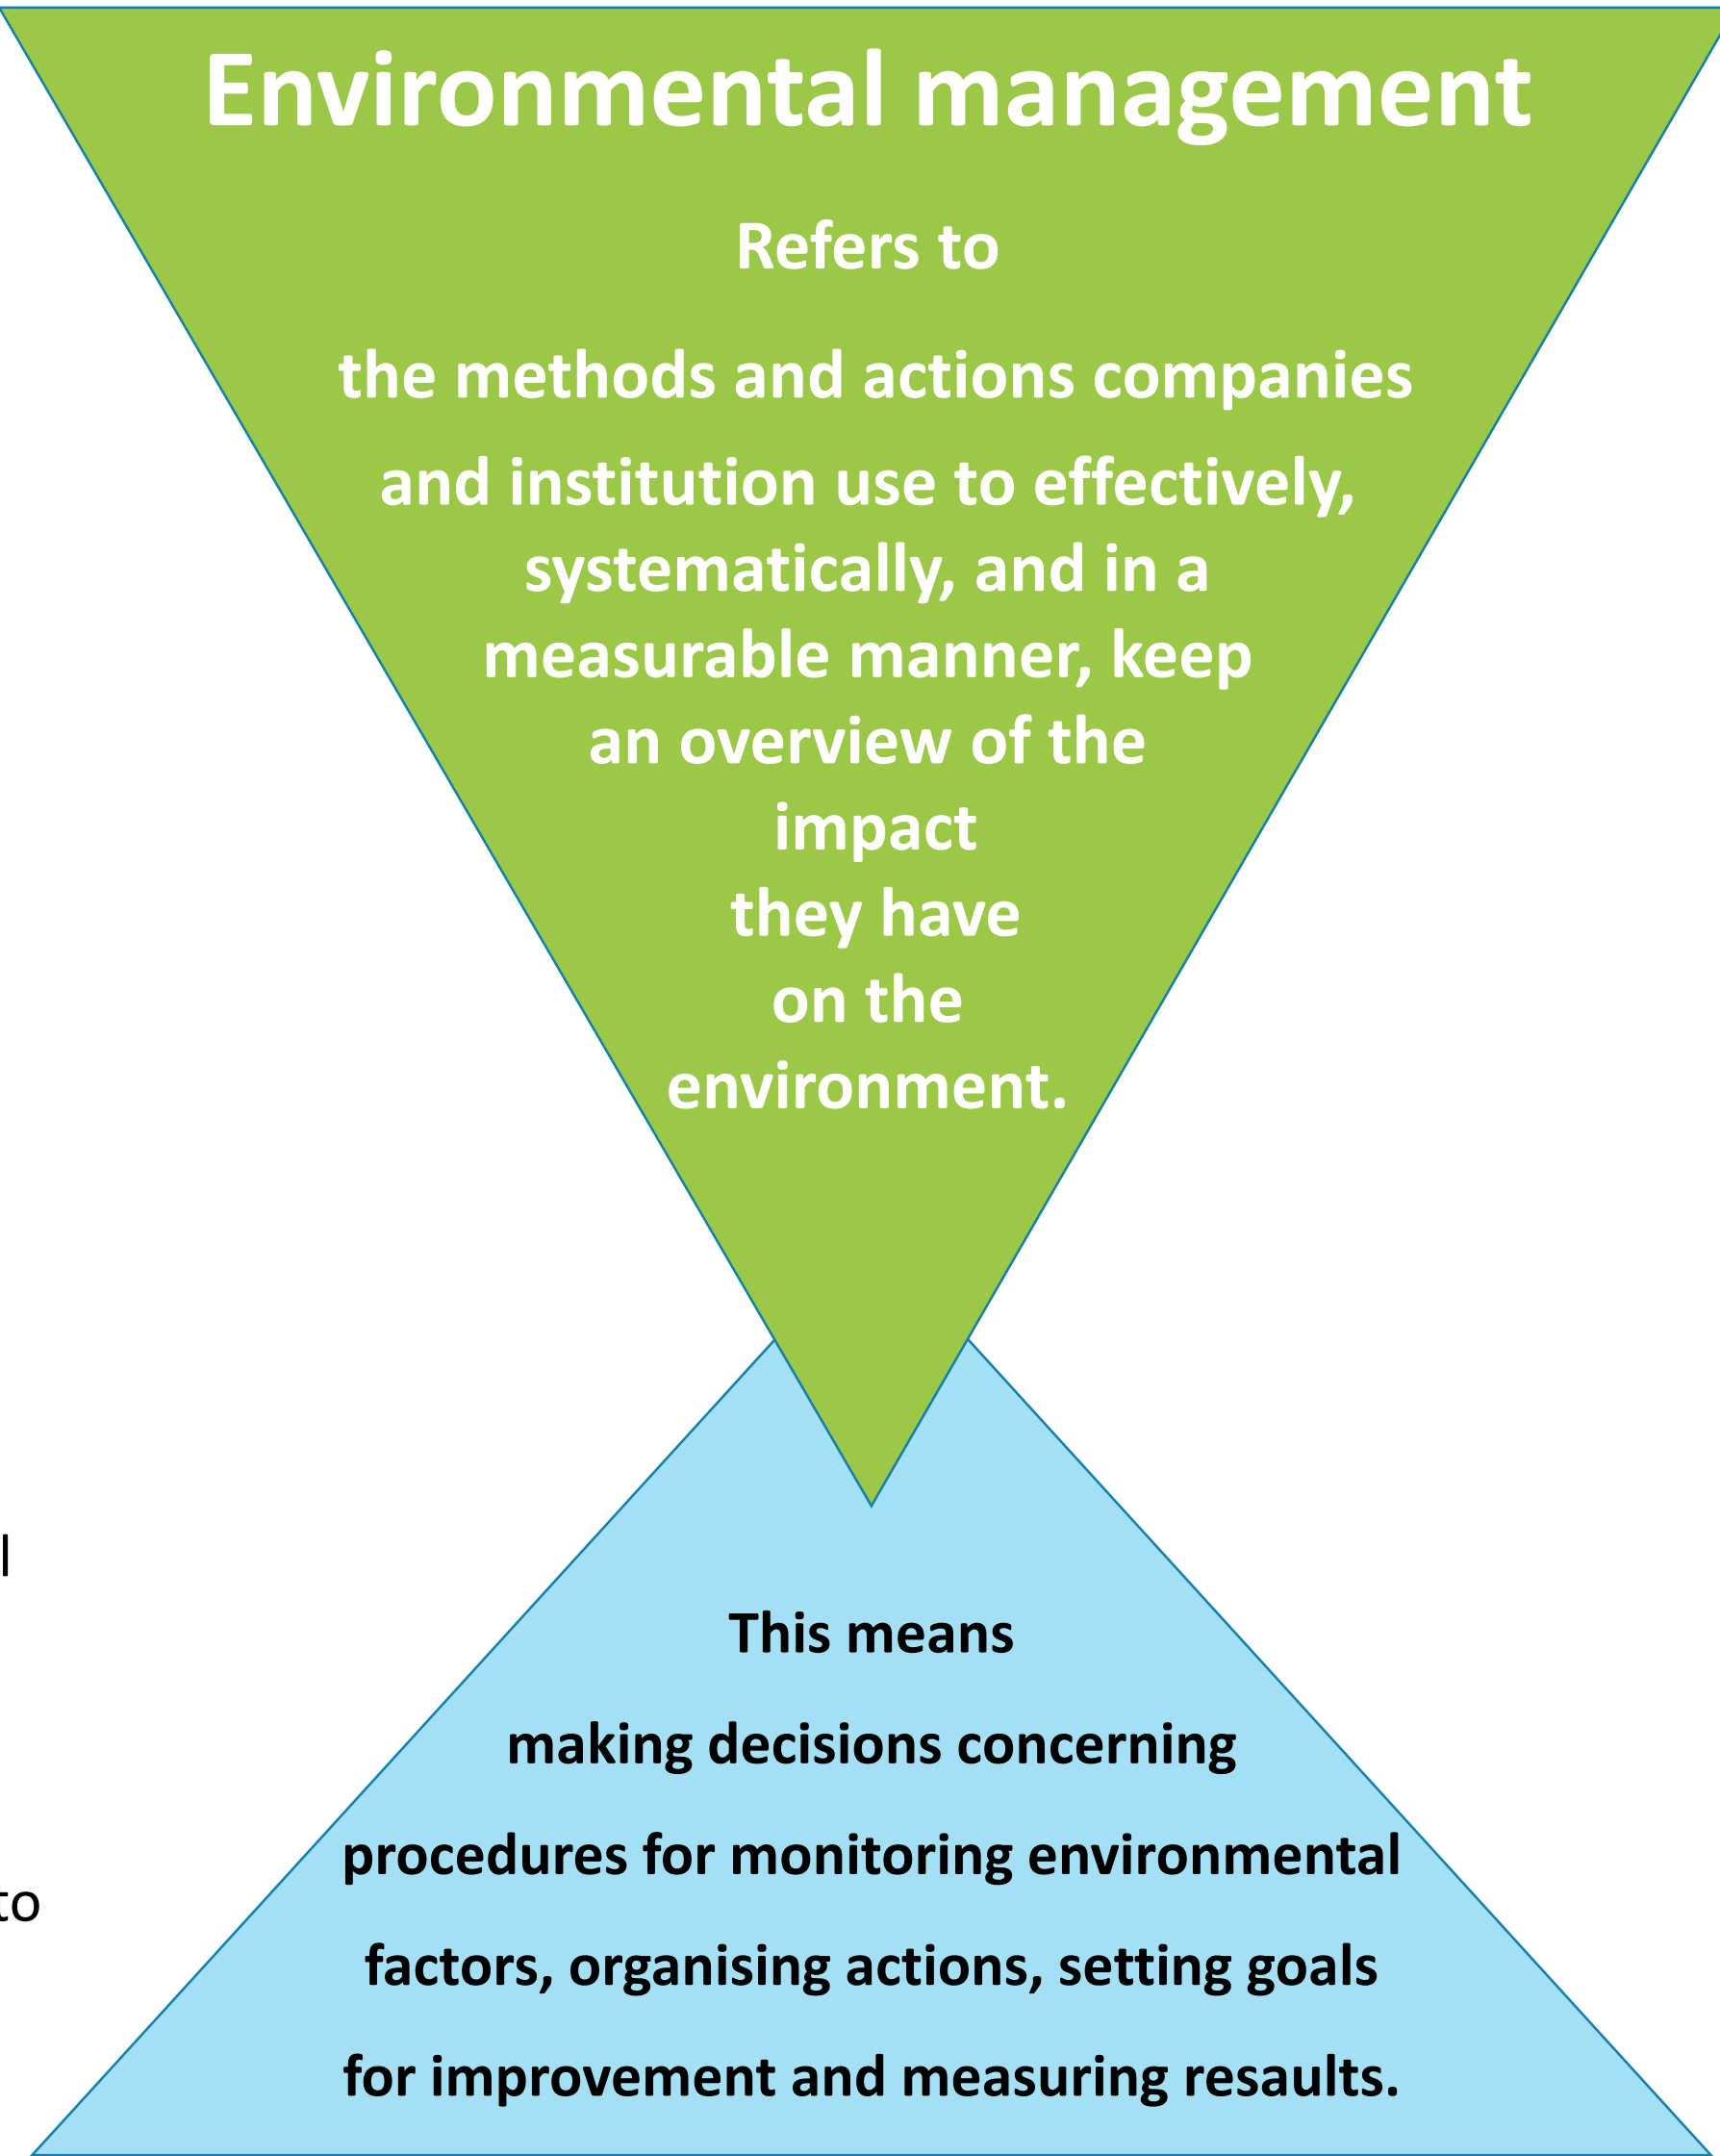 Environmental management
Refers to
the methods and actions companies
and institution use to effectively,
systematically, and in a
measurable manner, keep
an overview of the
impact
they have
on the
environment.
l
This means
making decisions concerning
procedures for monitoring environmental
to
factors, organising actions, setting goals
for improvement and measuring resaults.